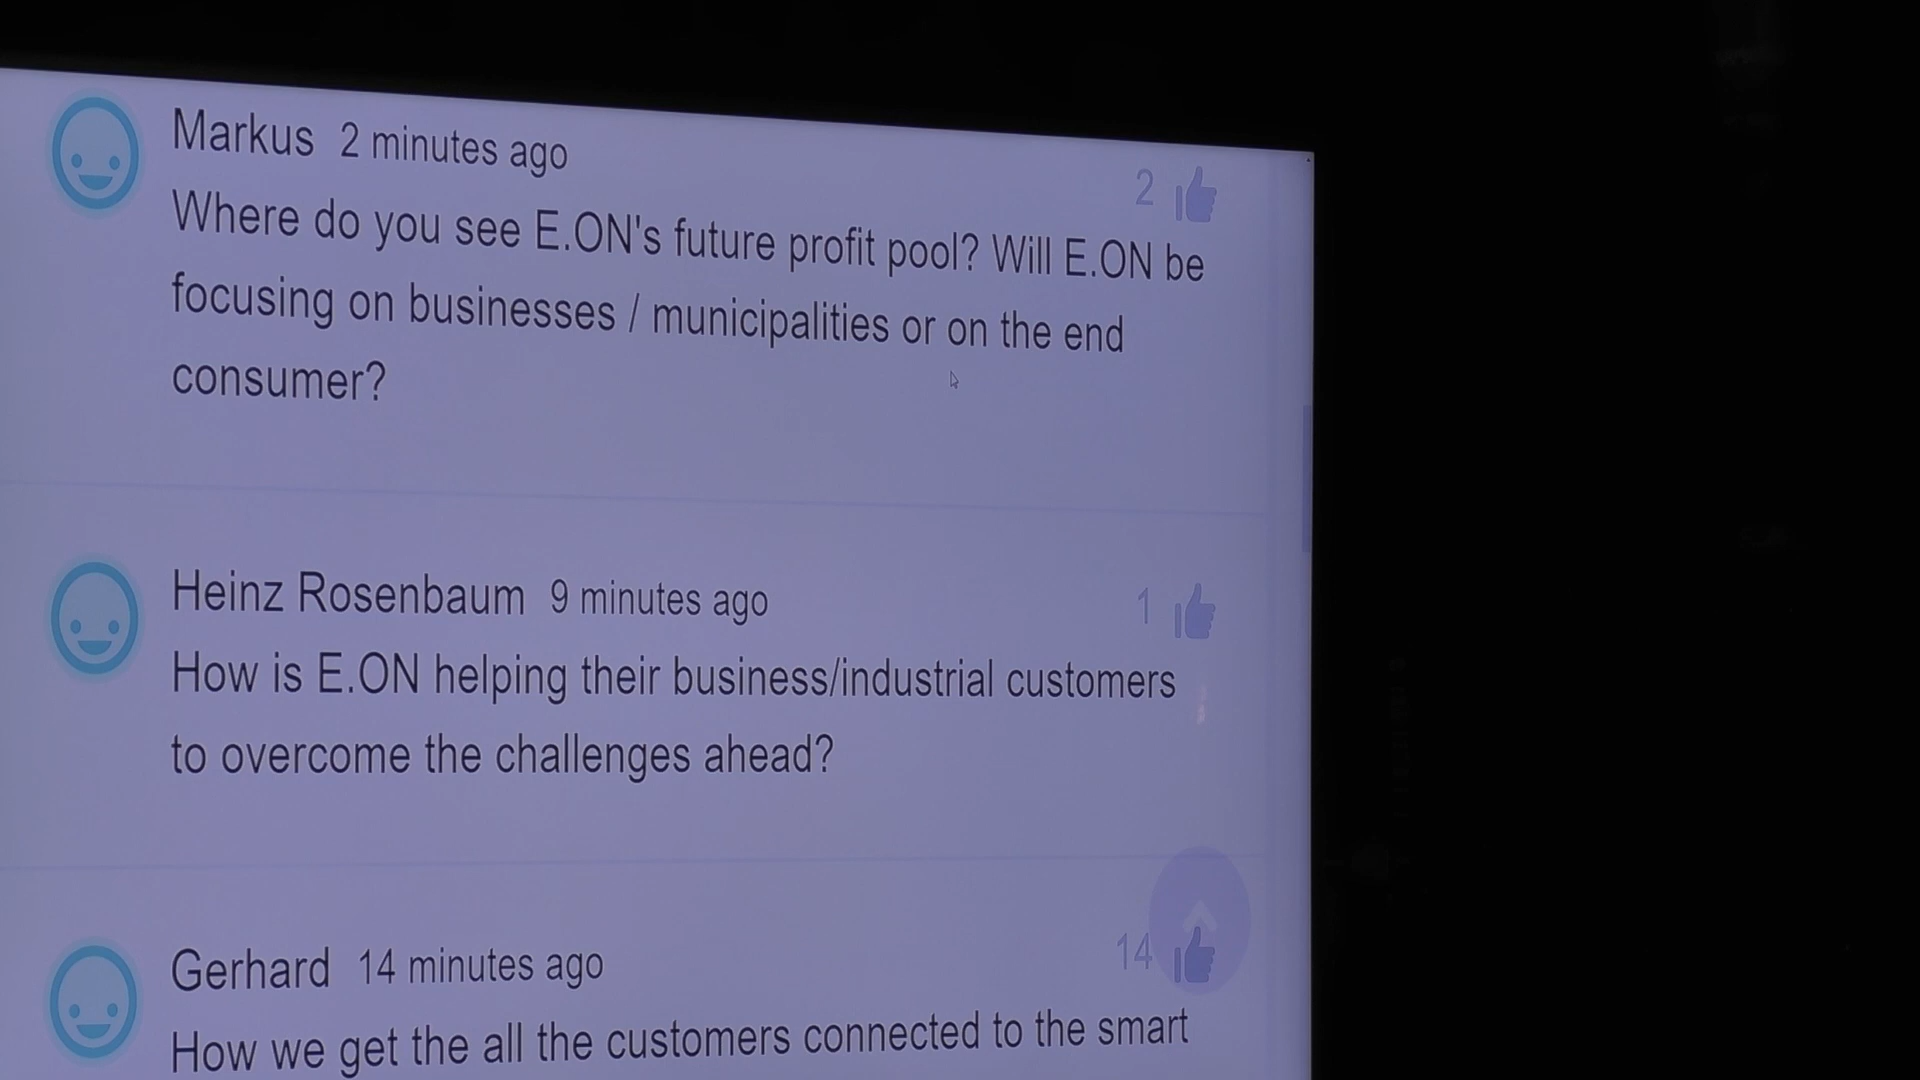 Markus 2 minutes ago
2
Where do you see E.ON's future profit pool? Will E.ON be
focusing on businesses / municipalities or on the end
consumer?
Heinz Rosenbaum 9 minutes ago
1
How is E.ON helping their business/industrial customers
to overcome the challenges ahead?
Gerhard 14 minutes ago
14
How we get the all the customers connected to the smart